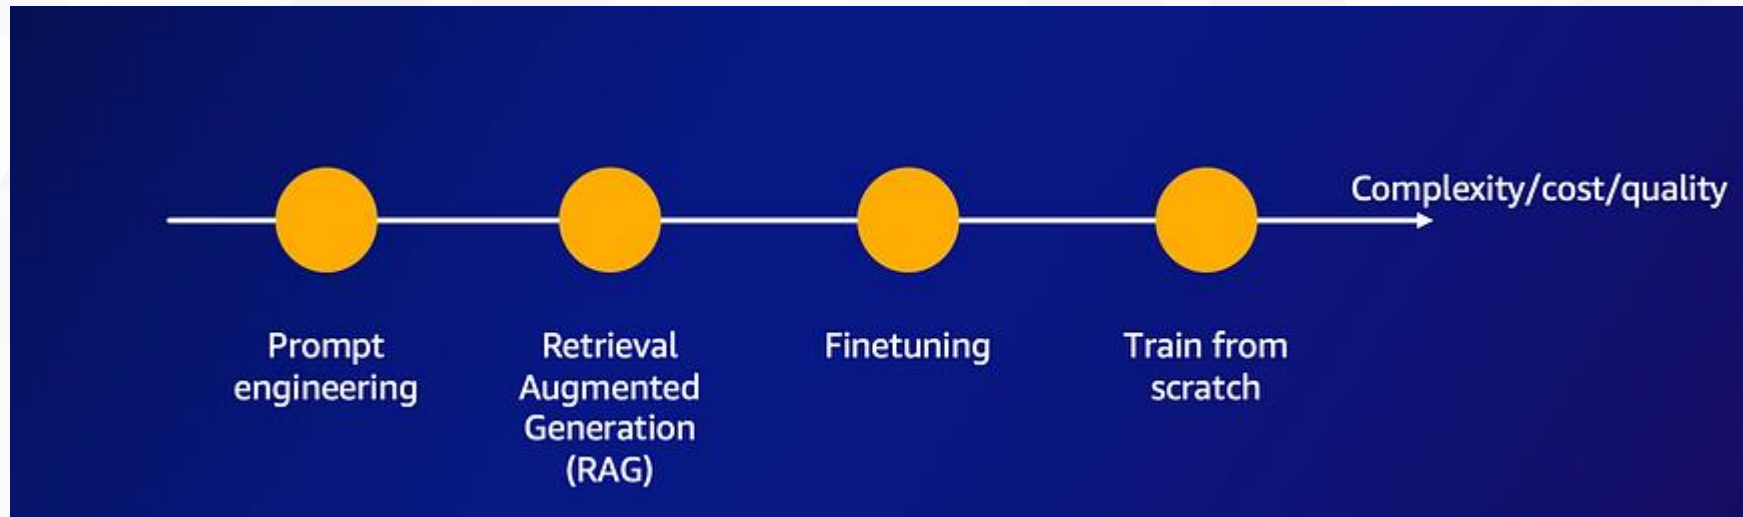 Complexity/cost/quality
Prompt
engineering
Retrieval
Augmented
Generation
(RAG)
Finetuning
Train from
scratch